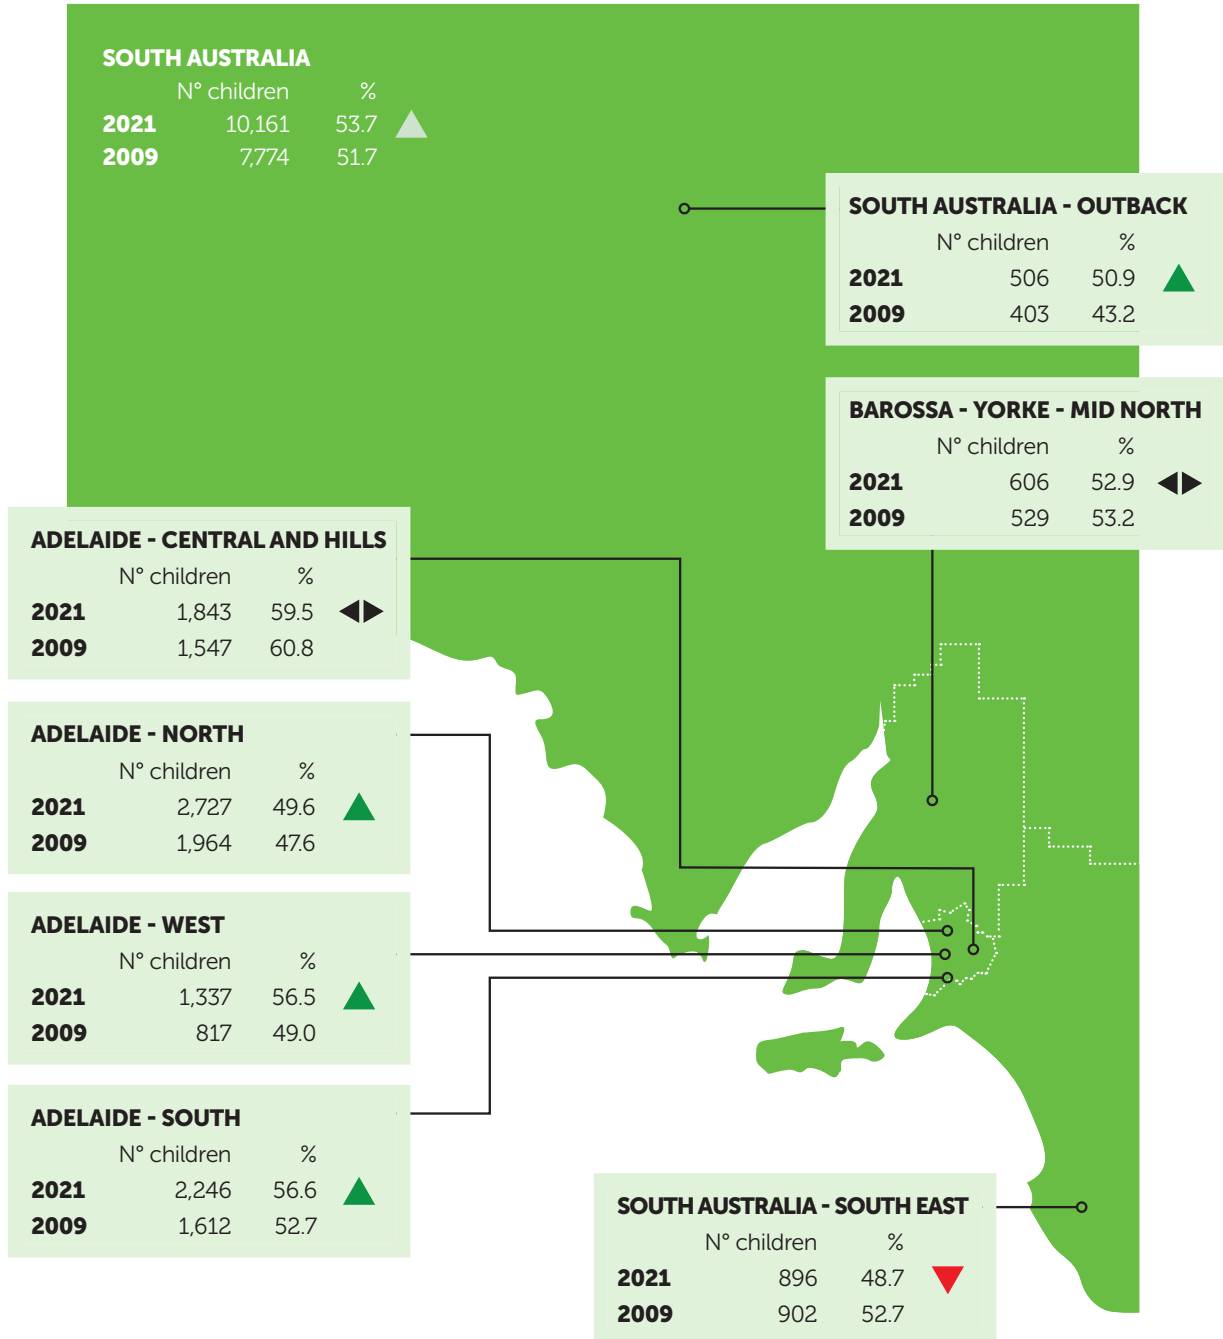 SOUTH AUSTRALIA
N° children %
2021 10,161 53.7
2009 7,774 51.7
SOUTH AUSTRALIA - OUTBACK
N° children %
2021 506 50.9
2009 403 43.2
BAROSSA - YORKE - MID NORTH
N° children %
2021 606 52.9
2009 529 53.2
ADELAIDE - CENTRAL AND HILLS
N° children %
2021 1,843 59.5
2009 1,547 60.8
ADELAIDE - NORTH
N° children %
2021 2,727 49.6
2009 1,964 47.6
ADELAIDE - WEST
N° children %
2021 1,337 56.5
2009 817 49.0
ADELAIDE - SOUTH
N° children %
2021 2,246 56.6
2009 1,612 52.7
SOUTH AUSTRALIA - SOUTH EAST
N° children %
2021 896 48.7
2009 902 52.7